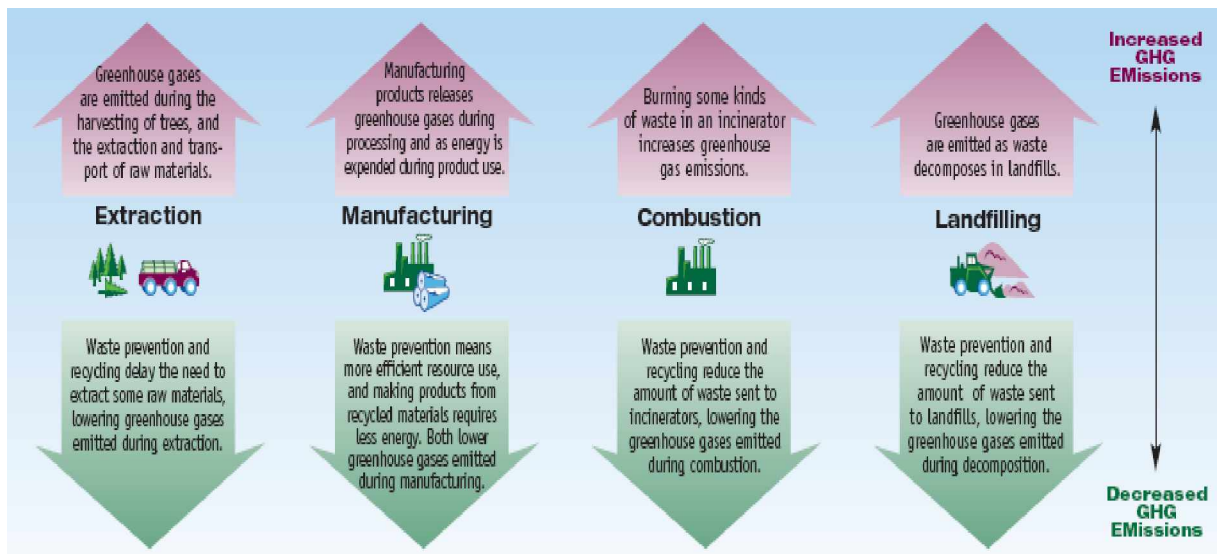 Greenhouse gases
are emitted during the
harvesting of trees, and
the extraction and trans-
port of raw materials.
Manufacturing
products releases
greenhouse gases during
processing and as energy is
expended during product use.
Burning some kinds
of waste in an incinerator
increases greenhouse
gas emissions.
Greenhouse gases
are emitted as waste
decomposes in landfills.
Increased
GHG
EMissions
Extraction
Manufacturing
Combustion
Landfilling
Waste prevention and
recycling delay the need to
extract some raw materials,
lowering greenhouse gases
emitted during extraction.
Waste prevention means
more efficient resource use,
and making products from
recycled materials requires
less energy. Both lower
greenhouse gases emitted
during manufacturing.
Waste prevention and
recycling reduce the
amount of waste sent to
incinerators, lowering the
greenhouse gases emitted
during combustion.
Waste prevention and
recycling reduce the
amount of waste sent
to landfills, lowering the
greenhouse gases emitted
during decomposition.
Decreased
GHG
EMissions